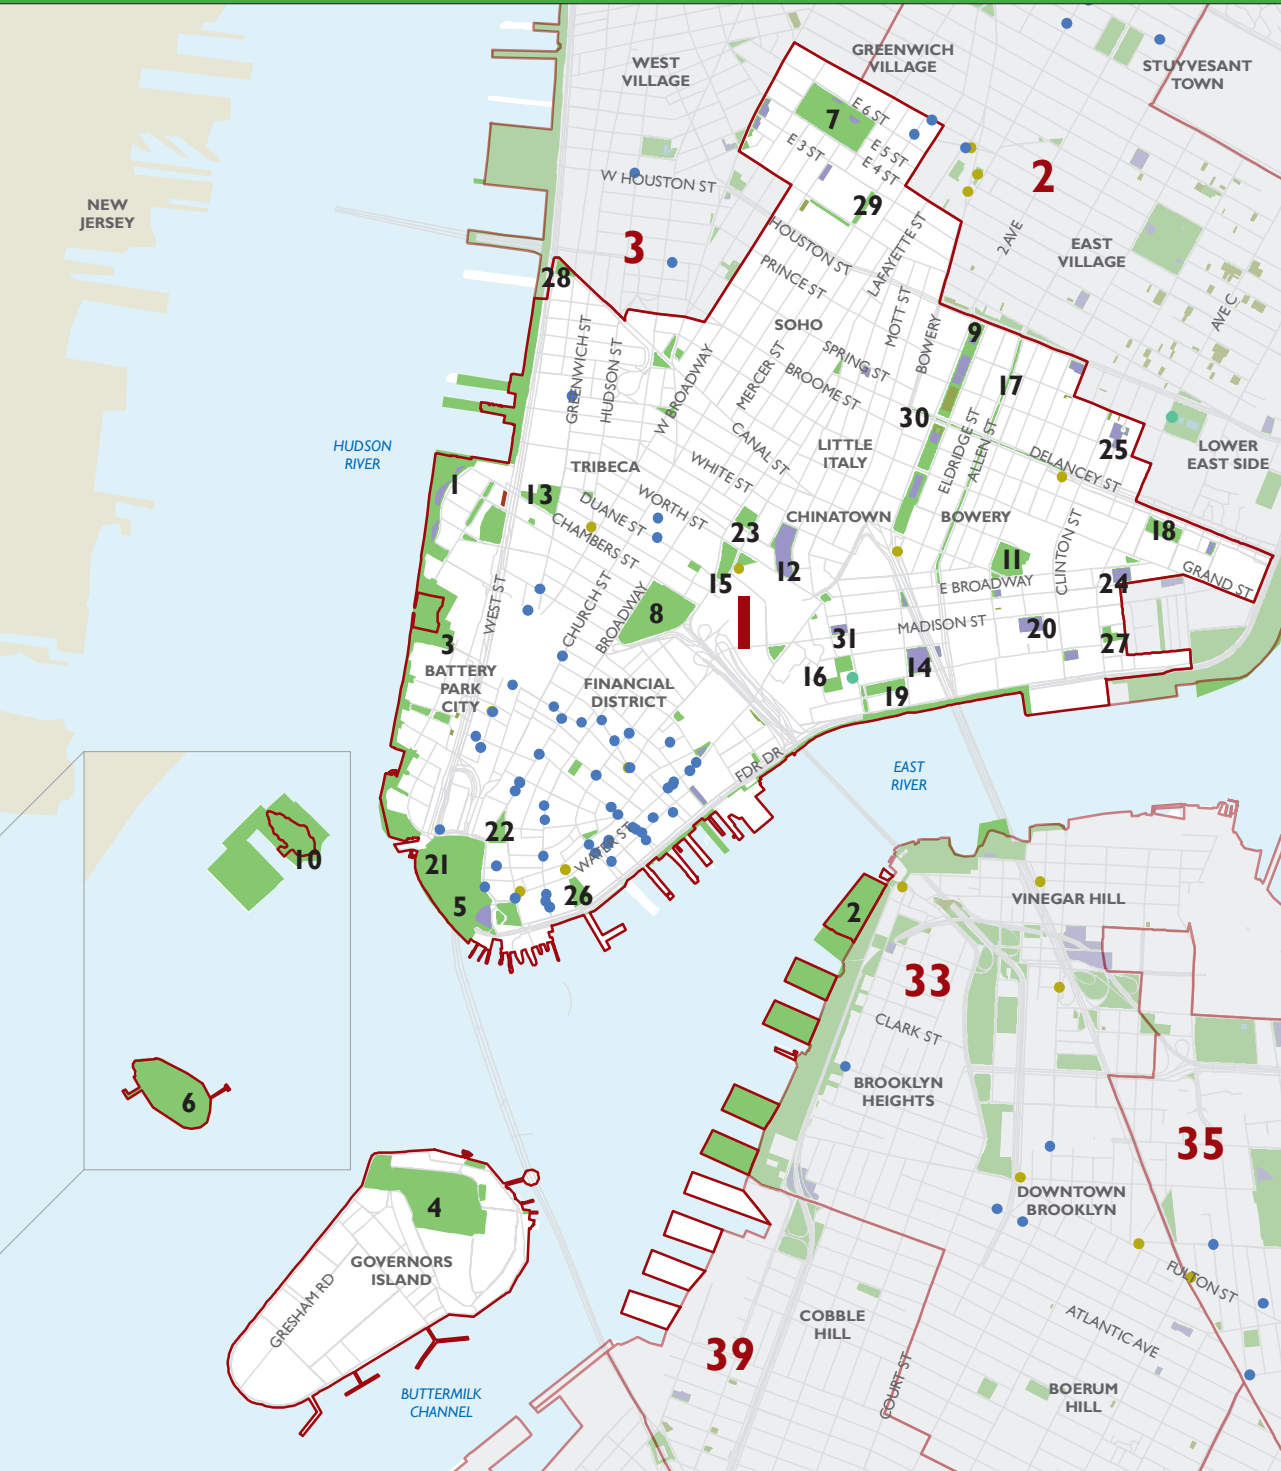 WEST
VILLAGE
GREENWICH
VILLAGE
STUYVESANT
TOWN
E 6 ST
7
E 5 ST
E 3 ST
E 4 ST
W HOUSTON ST
2
NEW
JERSEY
29
3
HOUSTON ST
LAFAYETTE ST
2 AVE
EAST
VILLAGE
PRINCE ST
28
AVE C
SOHO
MOTT ST
BOWERY
9
GREENWICH ST
HUDSON ST
W BROADWAY
MERCER ST
SPRING ST
BROOME ST
17
30
HUDSON
RIVER
CANAL ST
LITTLE
ITALY
ELDRIDGE ST
ALLEN ST
25
LOWER
EAST SIDE
TRIBECA
WHITE ST
DELANCEY ST
1
13
DUANE ST
WORTH ST
CHAMBERS ST
23
CHINATOWN
BOWERY
18
12
11
CLINTON ST
15
E BROADWAY
24
GRAND ST
WEST ST
CHURCH ST
BROADWAY
8
MADISON ST
20
31
27
3
14
16
19
BATTERY
PARK
CITY
FINANCIAL
DISTRICT
FDR DR
EAST
RIVER
22
WATER ST
10
21
5
26
2
VINEGAR HILL
33
CLARK ST
BROOKLYN
HEIGHTS
6
35
4
DOWNTOWN
BROOKLYN
GOVERNORS
ISLAND
GRESHAM RD
FULTON ST
COBBLE
HILL
ATLANTIC AVE
39
COURT ST
BUTTERMILK
CHANNEL
BOERUM
HILL